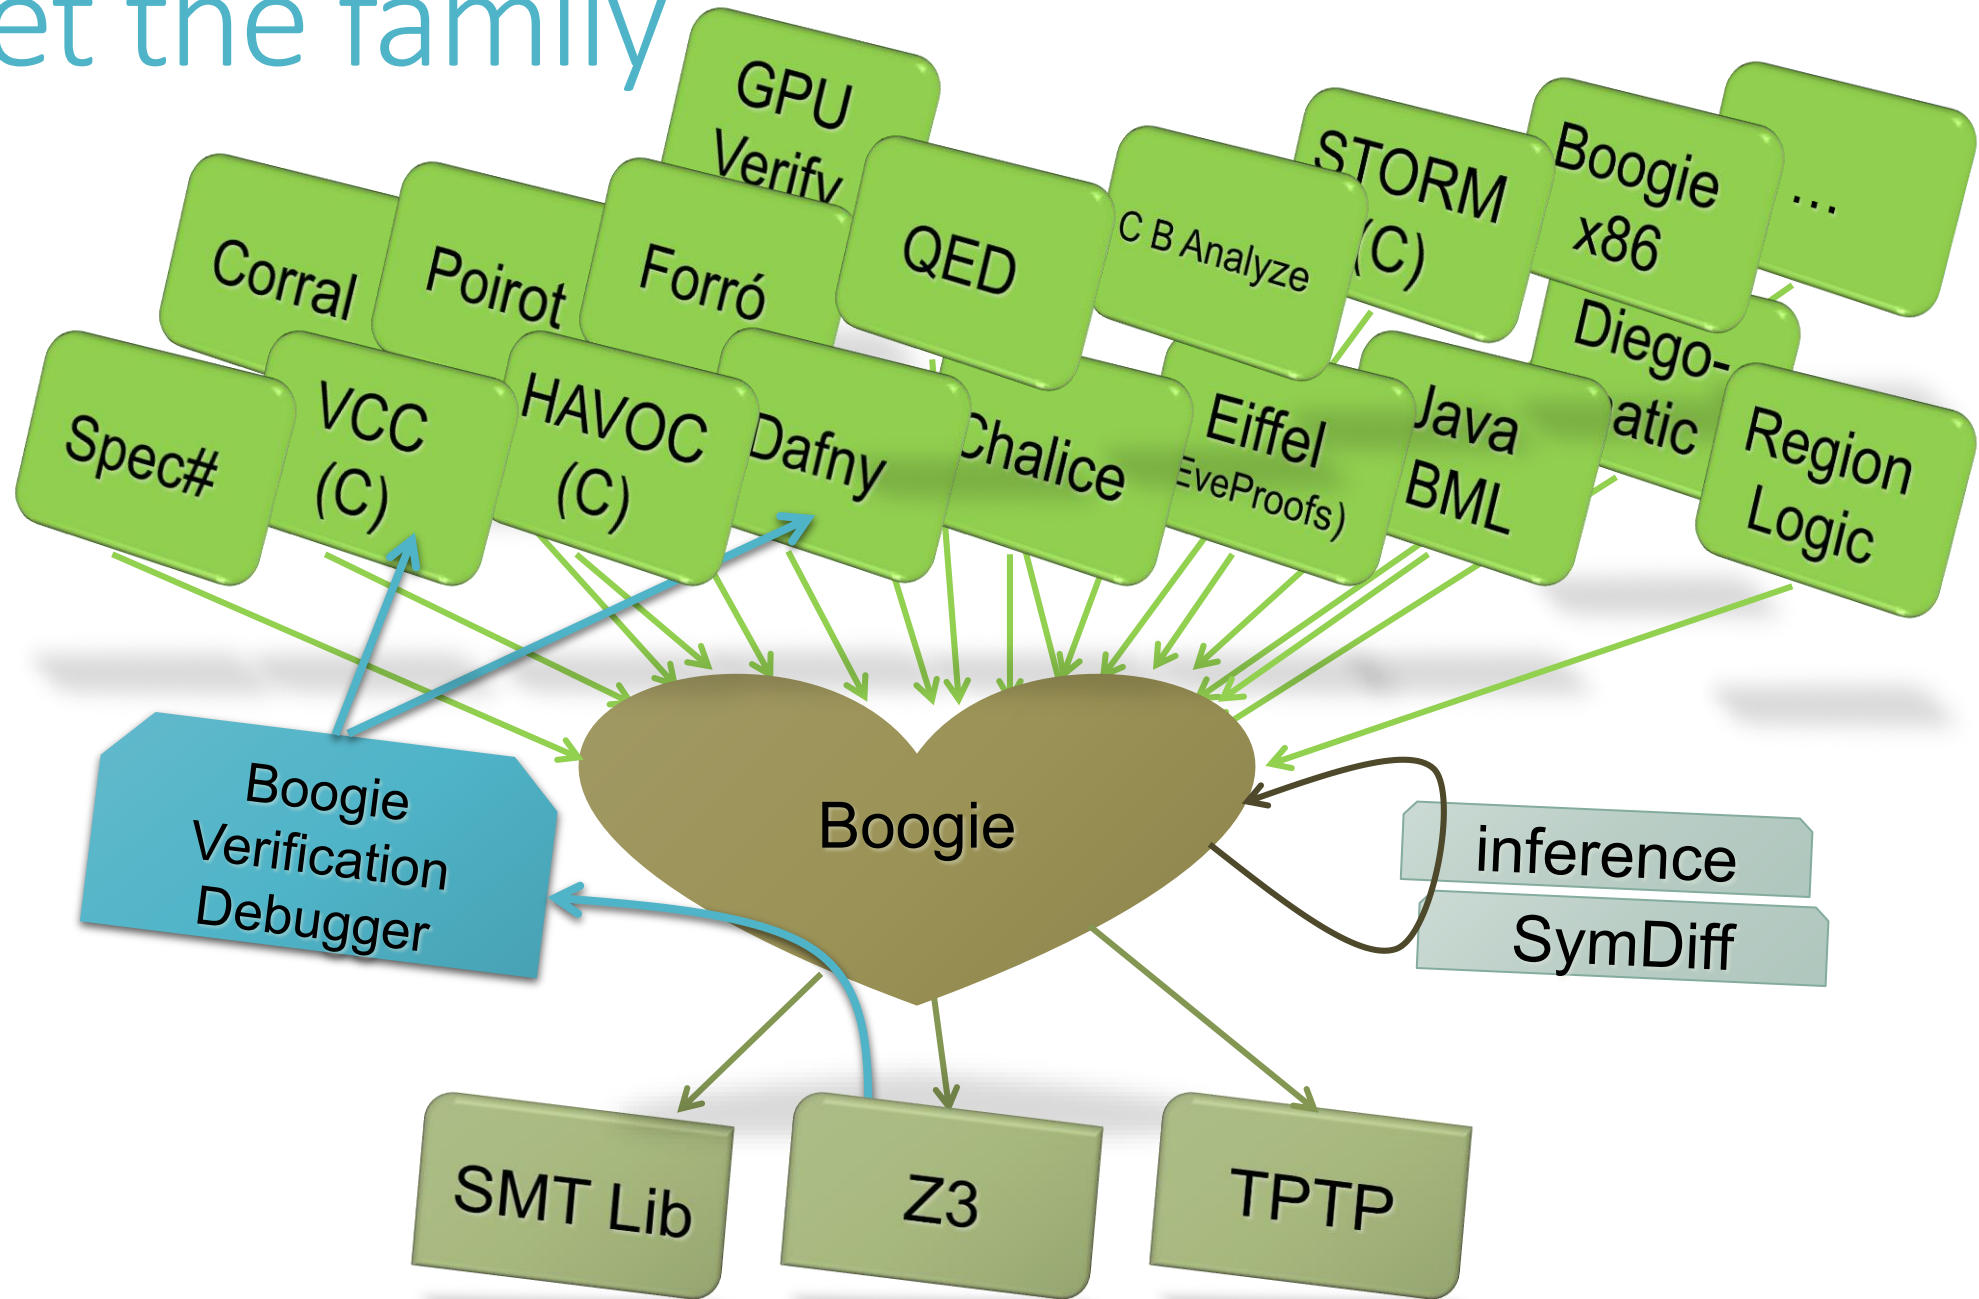 et the family
GPU
Verify
STORM
(C)
Boogie
x86
...
Corral
Poirot
Forró
QED
C B Analyze
Diego-
atic
Spec#
VCC
(C)
HAVOC
(C)
Dafny
Chalice
Eiffel
EveProofs)
Java
BML
Region
Logic
Boogie
Verification
Debugger
Boogie
inference
SymDiff
SMT Lib
Z3
TPTP